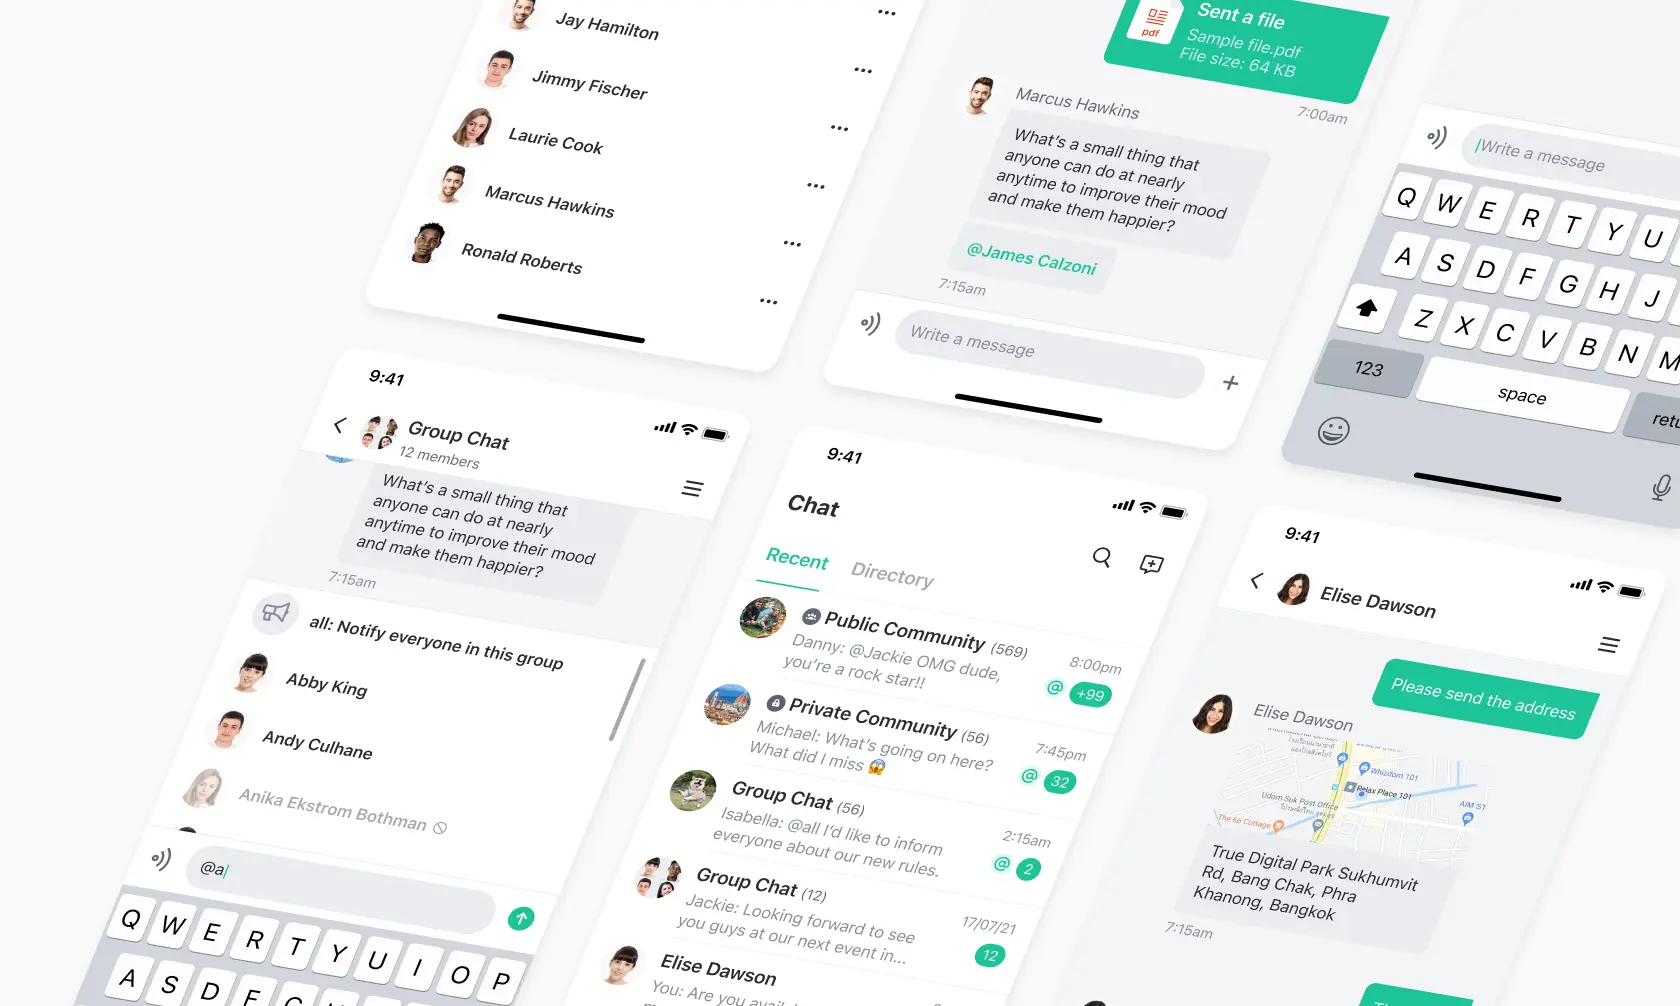 Jay Hamilton
Jimmy Fischer
Laurie Cook
Marcus Hawkins
Ronald Roberts
Sent a file
pdf
Sample file.pdf
File size: 64 KB
7:00am
Marcus Hawkins
What's a small thing that
anyone can do at nearly
anytime to improve their mood
and make them happier?
@James Calzoni
7:15am
Write a message
+
Write a message
Q W E R T Y U
A S D F G H J
Z X C V B N M
123
space
9:41
Group Chat
12 members
What's a small thing that
anyone can do at nearly
anytime to improve their mood
and make them happier?
7:15am
all: Notify everyone in this group
Abby King
Andy Culhane
Anika Ekstrom Bothman
@a
Q W E R T Y U I O P
A S D F G
9:41
Chat
Recent
Directory
Public Community (569)
8:00pm
Danny: @Jackie OMG dude,
you're a rock star!!
@ +99
Private Community (56)
7:45pm
Michael: What's going on here?
What did I miss 😱
@ 32
Group Chat (56)
2:15am
Isabella: @all I'd like to inform
everyone about our new rules.
@ 2
Group Chat (12)
17/07/21
Jackie: Looking forward to see
you guys at our next event in...
12
Elise Dawson
You: Are you
9:41
Elise Dawson
Please send the address
Elise Dawson
Whizdom 101
Relax Place 101
Udom Suk Post Office
The 66 Cottage
AIM ST
True Digital Park Sukhumvit
Rd, Bang Chak, Phra
Khanong, Bangkok
7:15am